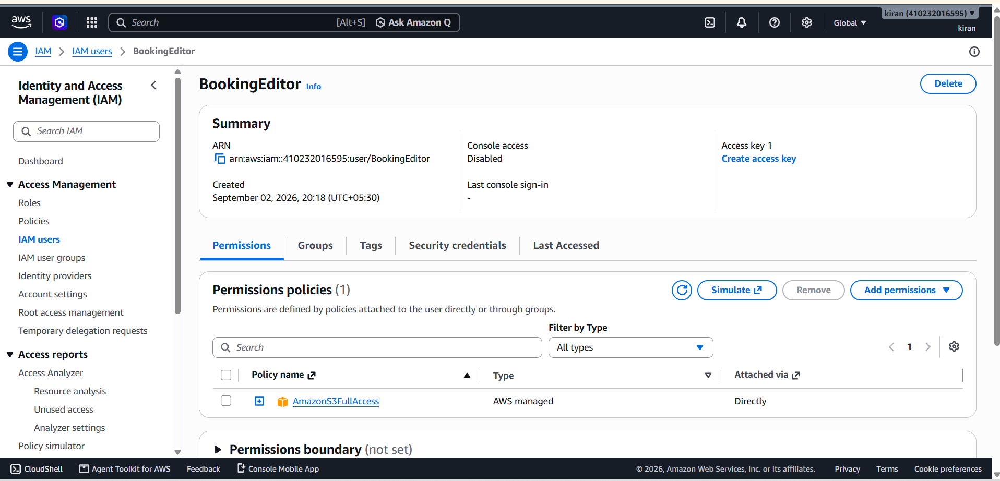 aws
Search [Alt+S] Ask Amazon Q
Global
kiran (410232016595)
kiran
IAM IAM users BookingEditor
Identity and Access
Management (IAM)
Search IAM
Dashboard
Access Management
Roles
Policies
IAM users
IAM user groups
Identity providers
Account settings
Root access management
Temporary delegation requests
Access reports
Access Analyzer
Resource analysis
Unused access
Analyzer settings
Policy simulator
BookingEditor Info
Delete
Summary
ARN
arn:aws:iam::410232016595:user/BookingEditor
Created
September 02, 2026, 20:18 (UTC+05:30)
Console access
Disabled
Last console sign-in
-
Access key 1
Create access key
Permissions Groups Tags Security credentials Last Accessed
Permissions policies (1)
Simulate Remove Add permissions
Permissions are defined by policies attached to the user directly or through groups.
Filter by Type
Search All types 1
Policy name Type Attached via
AmazonS3FullAccess AWS managed Directly
Permissions boundary (not set)
CloudShell Agent Toolkit for AWS Feedback Console Mobile App © 2026, Amazon Web Services, Inc. or its affiliates. Privacy Terms Cookie preferences